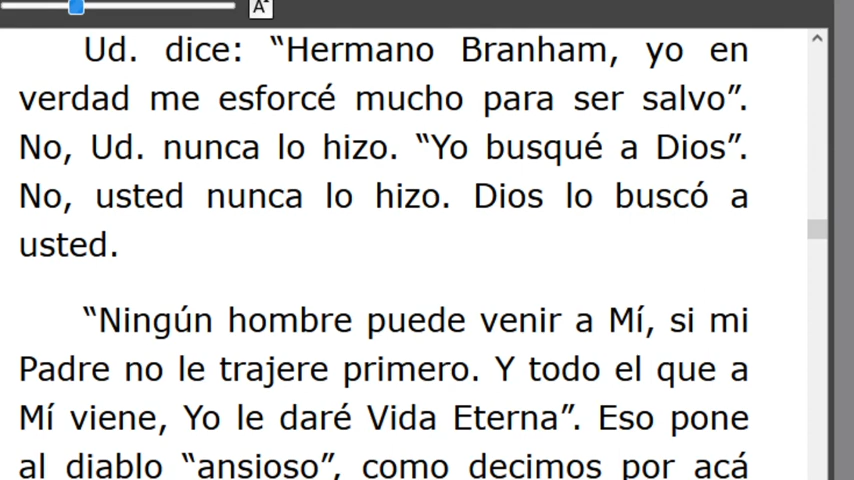 A
Ud. dice: “Hermano Branham, yo en
verdad me esforcé mucho para ser salvo”.
No, Ud. nunca lo hizo. “Yo busqué a Dios”.
No, usted nunca lo hizo. Dios lo buscó a
usted.
“Ningún hombre puede venir a Mí, si mi
Padre no le trajere primero. Y todo el que a
Mí viene, Yo le daré Vida Eterna”. Eso pone
al diablo “ansioso”, como decimos por acá